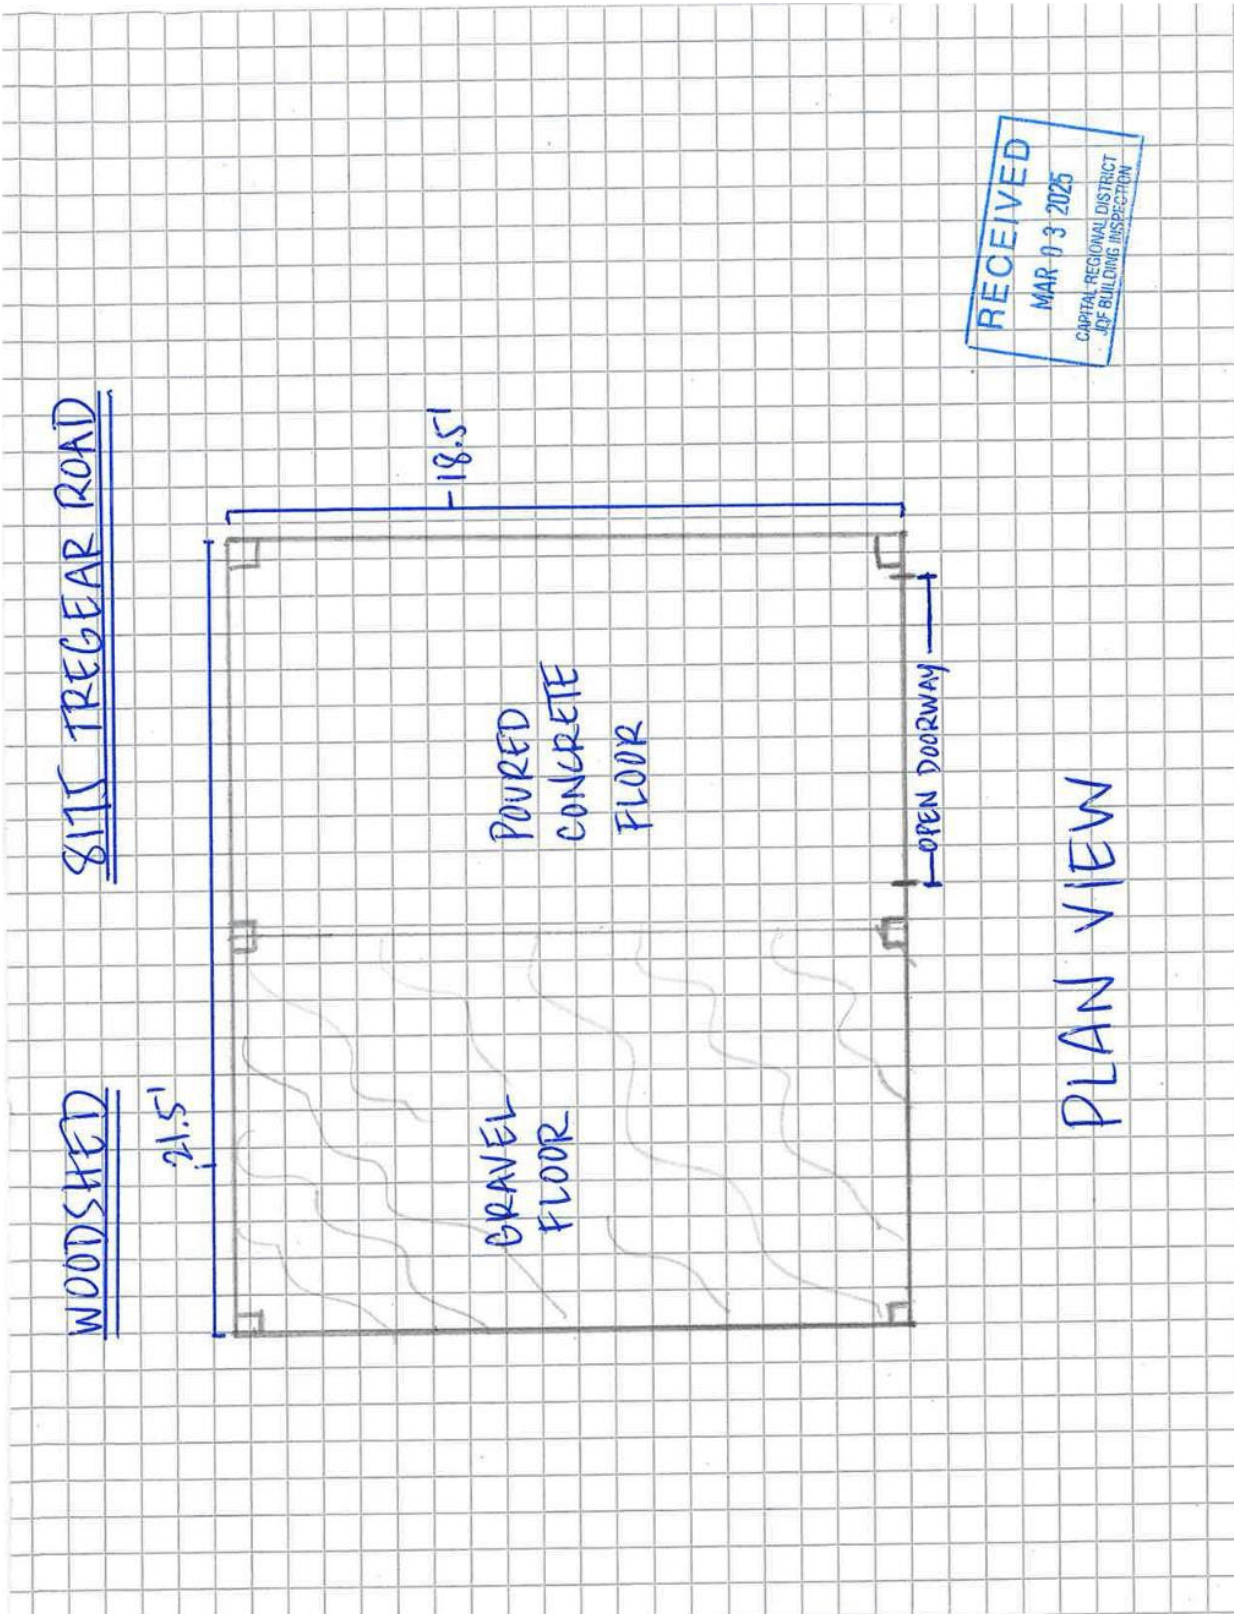 WOODSHED 8175 TREGEAR ROAD
21.5'
18.5'
GRAVEL
FLOOR
POURED
CONCRETE
FLOOR
OPEN DOORWAY
PLAN VIEW
RECEIVED
MAR 03 2025
CAPITAL REGIONAL DISTRICT
JDF BUILDING INSPECTION